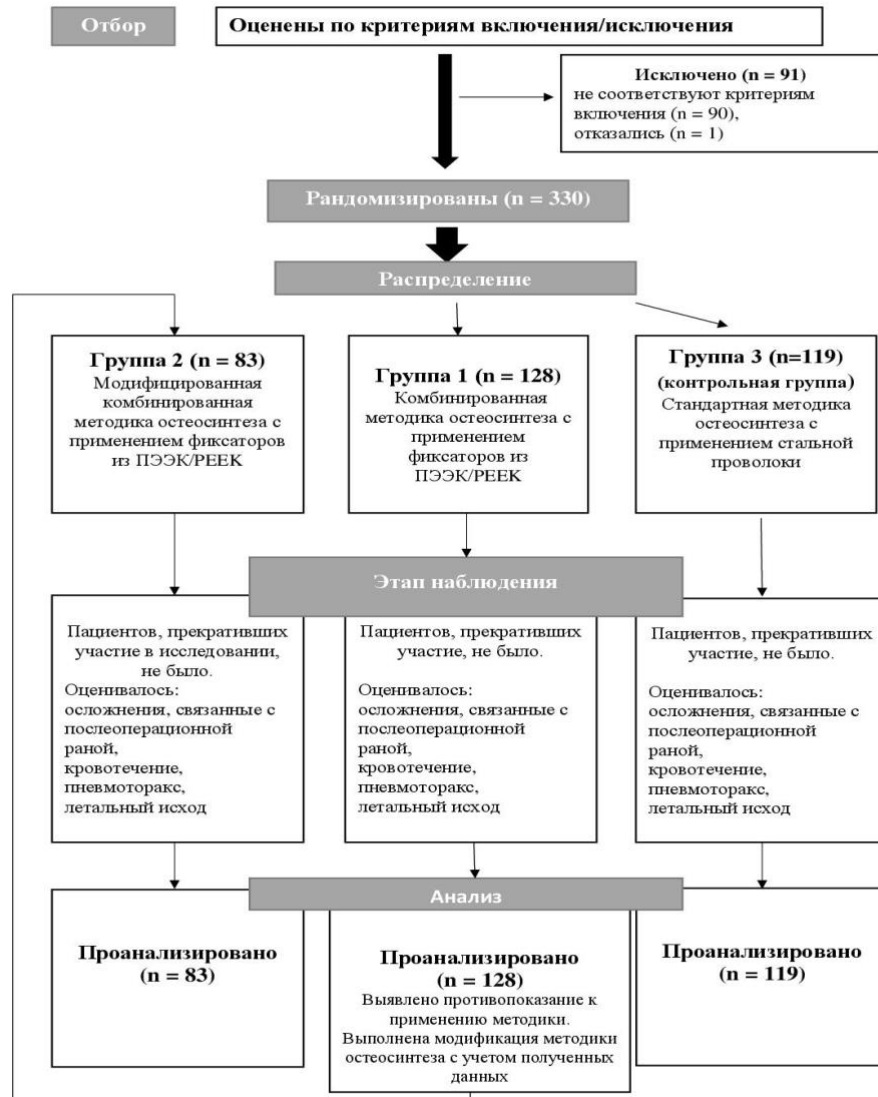 Отбор
Оценены по критериям включения/исключения
Исключено (n = 91)
не соответствуют критериям
включения (n = 90),
отказались (n = 1)
Рандомизированы (n = 330)
Распределение
Группа 2 (n = 83)
Модифицированная
комбинированная
методика остеосинтеза с
применением фиксаторов
из ПЭЭК/PEEK
Группа 1 (n = 128)
Комбинированная
методика остеосинтеза с
применением
фиксаторов из
ПЭЭК/PEEK
Группа 3 (n=119)
(контрольная группа)
Стандартная методика
остеосинтеза с
применением стальной
проволоки
Этап наблюдения
Пациентов, прекративших
участие в исследовании,
не было.
Оценивалось:
осложнения, связанные с
послеоперационной
раной,
кровотечение,
пневмоторакс,
летальный исход
Пациентов, прекративших
участие, не было.
Оценивалось:
осложнения, связанные с
послеоперационной
раной,
кровотечение,
пневмоторакс,
летальный исход
Пациентов, прекративших
участие, не было.
Оценивалось:
осложнения, связанные с
послеоперационной
раной,
кровотечение,
пневмоторакс,
летальный исход
Анализ
Проанализировано
(n = 83)
Проанализировано
(n = 128)
Выявлено противопоказание к
применению методики.
Выполнена модификация методики
остеосинтеза с учетом полученных
данных
Проанализировано
(n = 119)